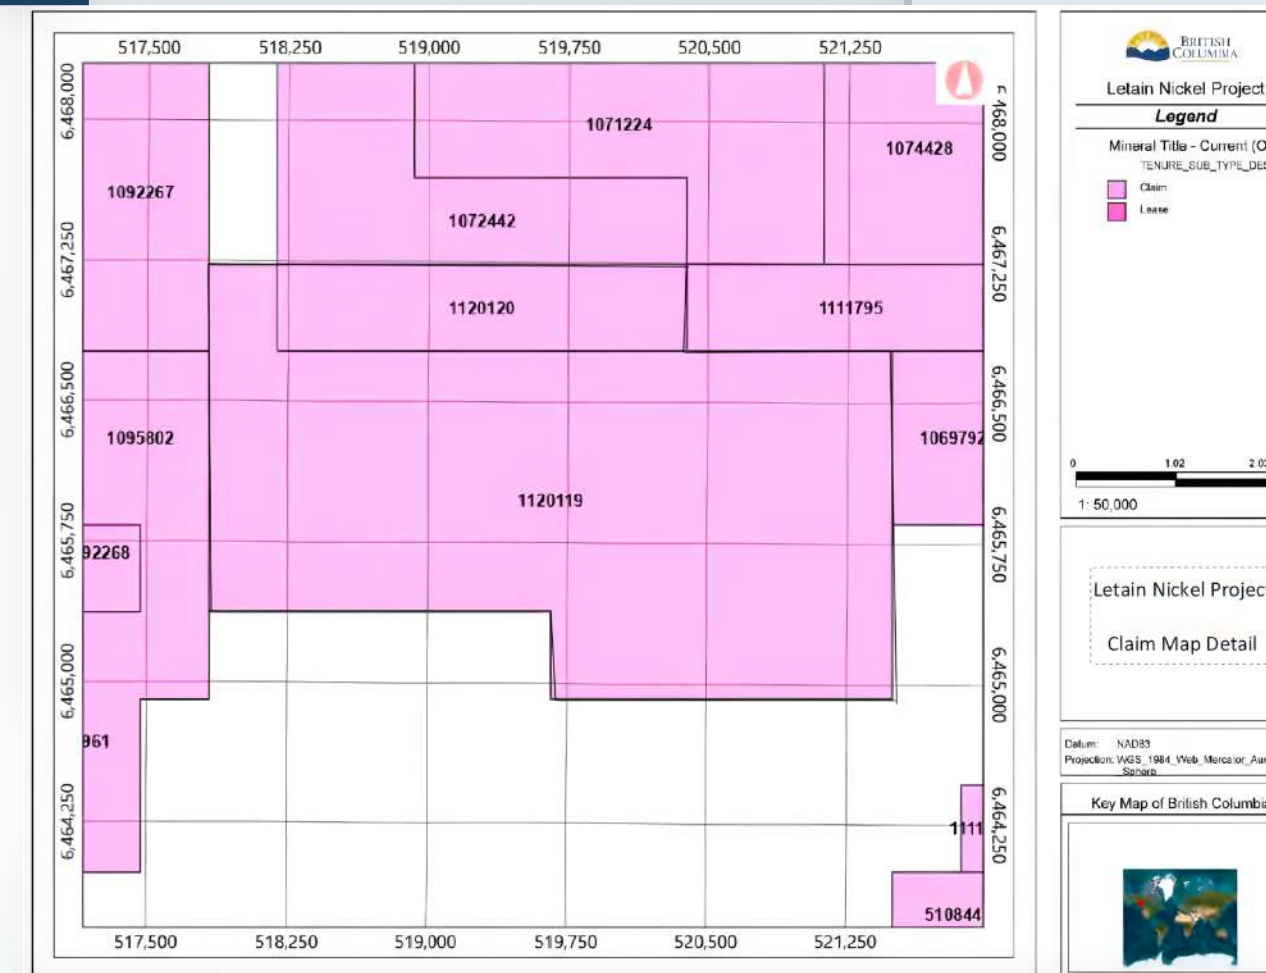 517,500 518,250 519,000 519,750 520,500 521,250
6,468,000
468,000
1071224
1074428
1092267
1072442
6,467,250
6,467,250
1120120
1111795
6,466,500
6,466,500
1095802
1069792
1120119
6,465,750
6,465,750
92268
6,465,000
6,465,000
961
6,464,250
6,464,250
1111
510844
517,500 518,250 519,000 519,750 520,500 521,250
BRITISH
COLUMBIA
Letain Nickel Project
Legend
Mineral Title - Current (O
TENURE_SUB_TYPE_DES
Claim
Lease
0 1.02 2.03
1: 50,000
Letain Nickel Projec
Claim Map Detail
Datum: NAD83
Projection: WGS_1984_Web_Mercator_Aux
_Sphere
Key Map of British Columbia